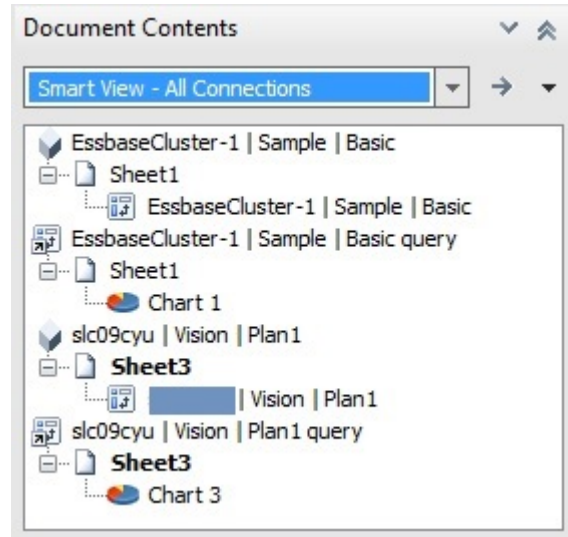 Document Contents
Smart View - All Connections
EssbaseCluster-1 | Sample | Basic
Sheet1
EssbaseCluster-1 | Sample | Basic
EssbaseCluster-1 | Sample | Basic query
Sheet1
Chart 1
slc09cyu | Vision | Plan1
Sheet3
| Vision | Plan1
slc09cyu | Vision | Plan1 query
Sheet3
Chart 3